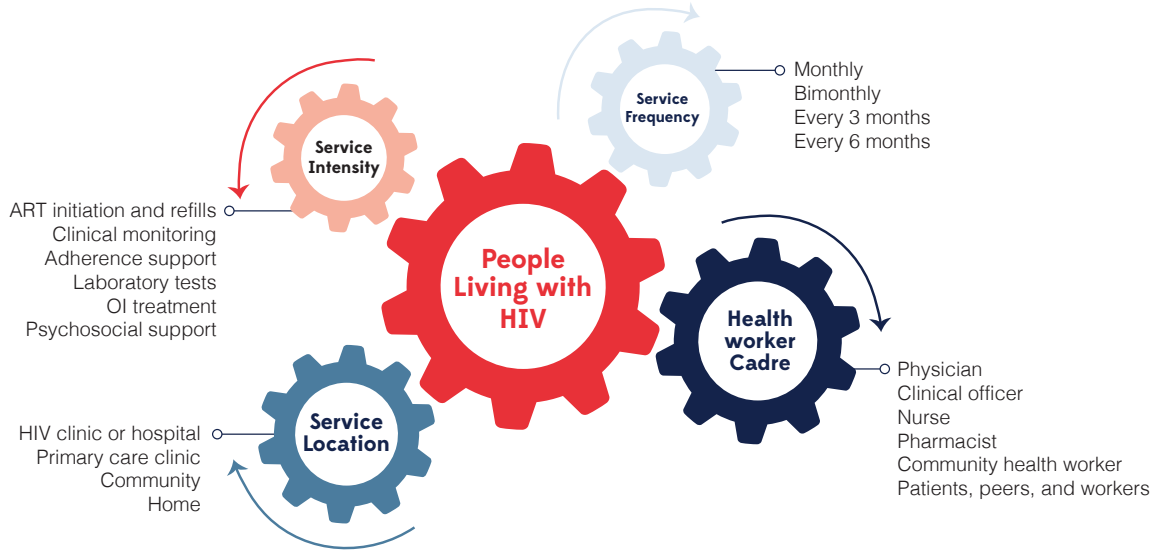 Service
Intensity
ART initiation and refills
Clinical monitoring
Adherence support
Laboratory tests
OI treatment
Psychosocial support
Service
Frequency
Monthly
Bimonthly
Every 3 months
Every 6 months
People
Living with
HIV
Health
worker
Cadre
Physician
Clinical officer
Nurse
Pharmacist
Community health worker
Patients, peers, and workers
Service
Location
HIV clinic or hospital
Primary care clinic
Community
Home